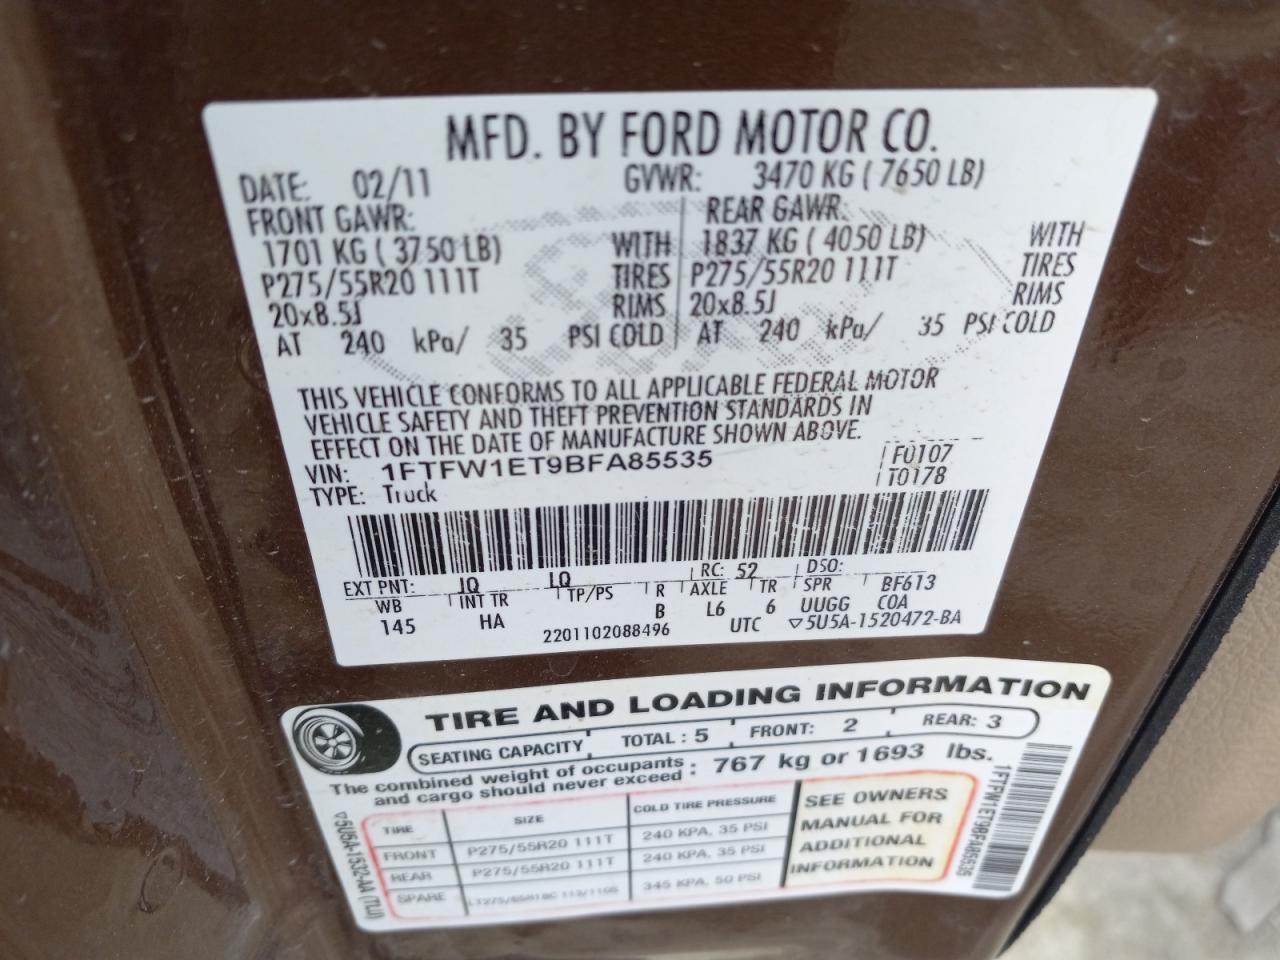 MFD. BY FORD MOTOR CO.
DATE: 02/11 GVWR: 3470 KG ( 7650 LB)
FRONT GAWR: REAR GAWR:
1701 KG ( 3750 LB) WITH 1837 KG ( 4050 LB) WITH
P275/55R20 111T TIRES P275/55R20 111T TIRES
20x8.5J RIMS 20x8.5J RIMS
AT 240 kPa/ 35 PSI COLD AT 240 kPa/ 35 PSI COLD
THIS VEHICLE CONFORMS TO ALL APPLICABLE FEDERAL MOTOR
VEHICLE SAFETY AND THEFT PREVENTION STANDARDS IN
EFFECT ON THE DATE OF MANUFACTURE SHOWN ABOVE.
VIN: 1FTFW1ET9BFA85535 F0107
TYPE: Truck T0178
EXT PNT: JQ LQ RC: 52 DSO:
WB INT TR TP/PS R AXLE TR SPR BF613
145 HA B L6 6 UUGG COA
2201102088496 UTC ▽5U5A-1520472-BA
TIRE AND LOADING INFORMATION
SEATING CAPACITY TOTAL : 5 FRONT: 2 REAR: 3
The combined weight of occupants and cargo should never exceed : 767 kg or 1693 lbs.
TIRE SIZE COLD TIRE PRESSURE
FRONT P275/55R20 111T 240 KPA, 35 PSI
REAR P275/55R20 111T 240 KPA, 35 PSI
SPARE 345 KPA, 50 PSI
SEE OWNERS
MANUAL FOR
ADDITIONAL
INFORMATION
▽5U5A-1532-AA (TLI)
1FTFW1ET9BFA85535